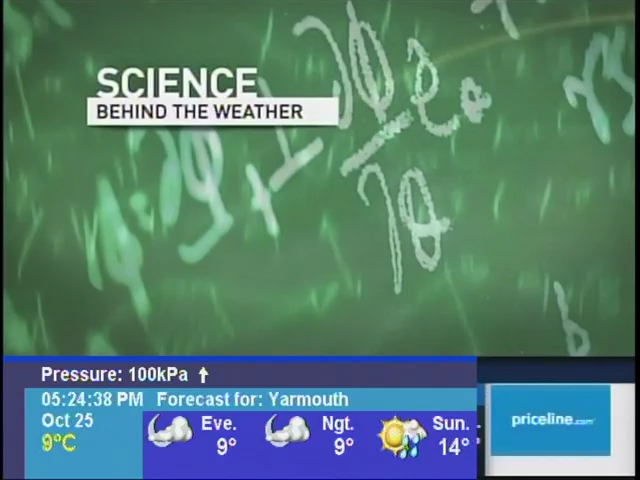 SCIENCE
BEHIND THE WEATHER
Pressure: 100kPa ↑
05:24:38 PM Forecast for: Yarmouth
Oct 25
9°C
Eve.
9°
Ngt.
9°
Sun.
14°
priceline.com